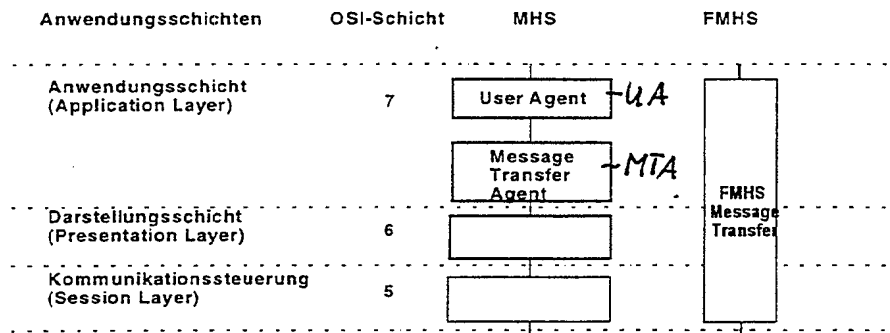 Anwendungsschichten OSI-Schicht MHS FMHS
Anwendungsschicht
(Application Layer)
7
User Agent
UA
Message
Transfer
Agent
MTA
FMHS
Message
Transfer
Darstellungsschicht
(Presentation Layer)
6
Kommunikationssteuerung
(Session Layer)
5